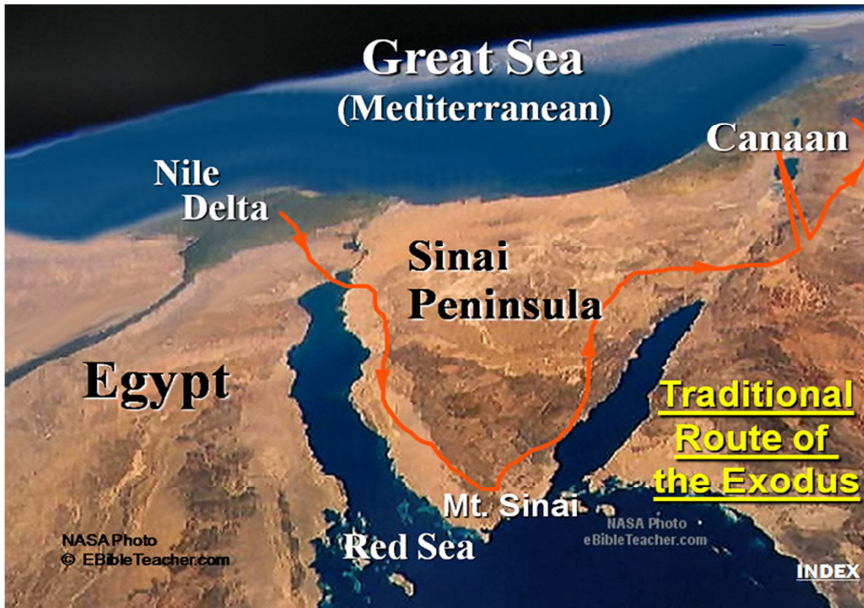 Great Sea
(Mediterranean)
Canaan
Nile
Delta
Sinai
Peninsula
Egypt
Traditional
Route of
the Exodus
Mt. Sinai
NASA Photo
eBibleTeacher.com
NASA Photo
© EBibleTeacher.com
Red Sea
INDEX